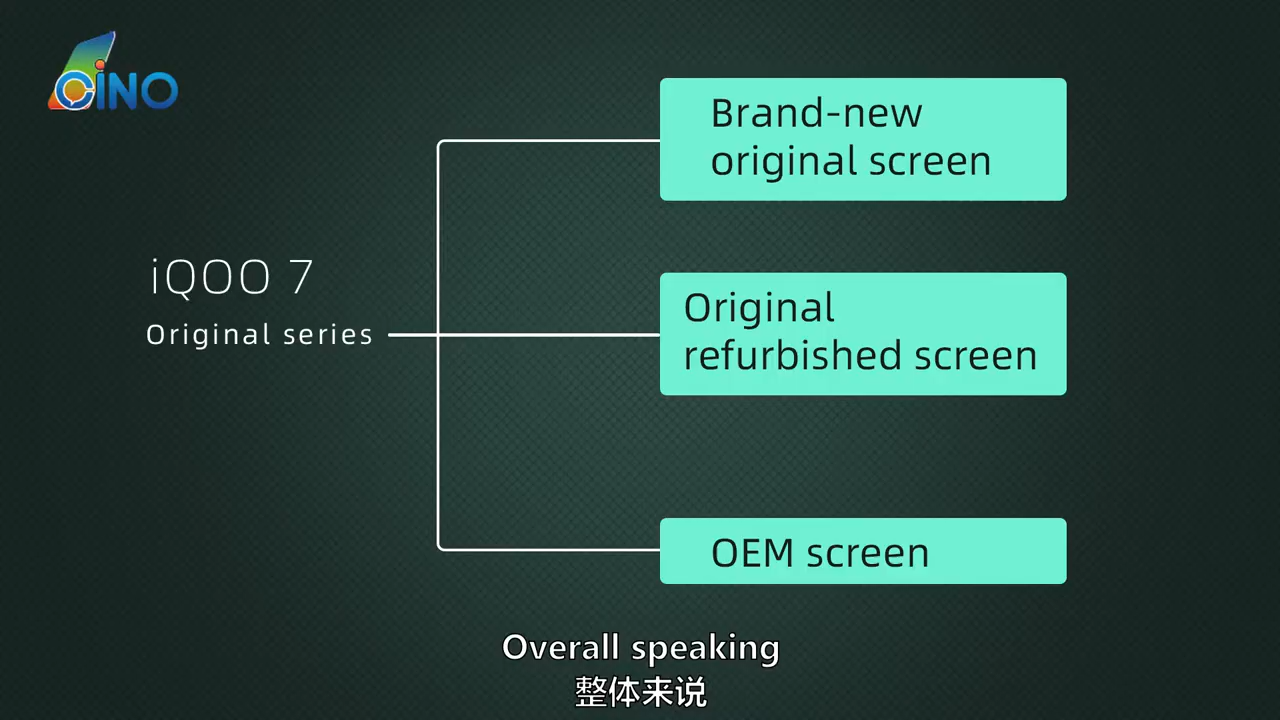 CINO
Brand-new
original screen
iQOO 7
Original series
Original
refurbished screen
OEM screen
Overall speaking
整体来说